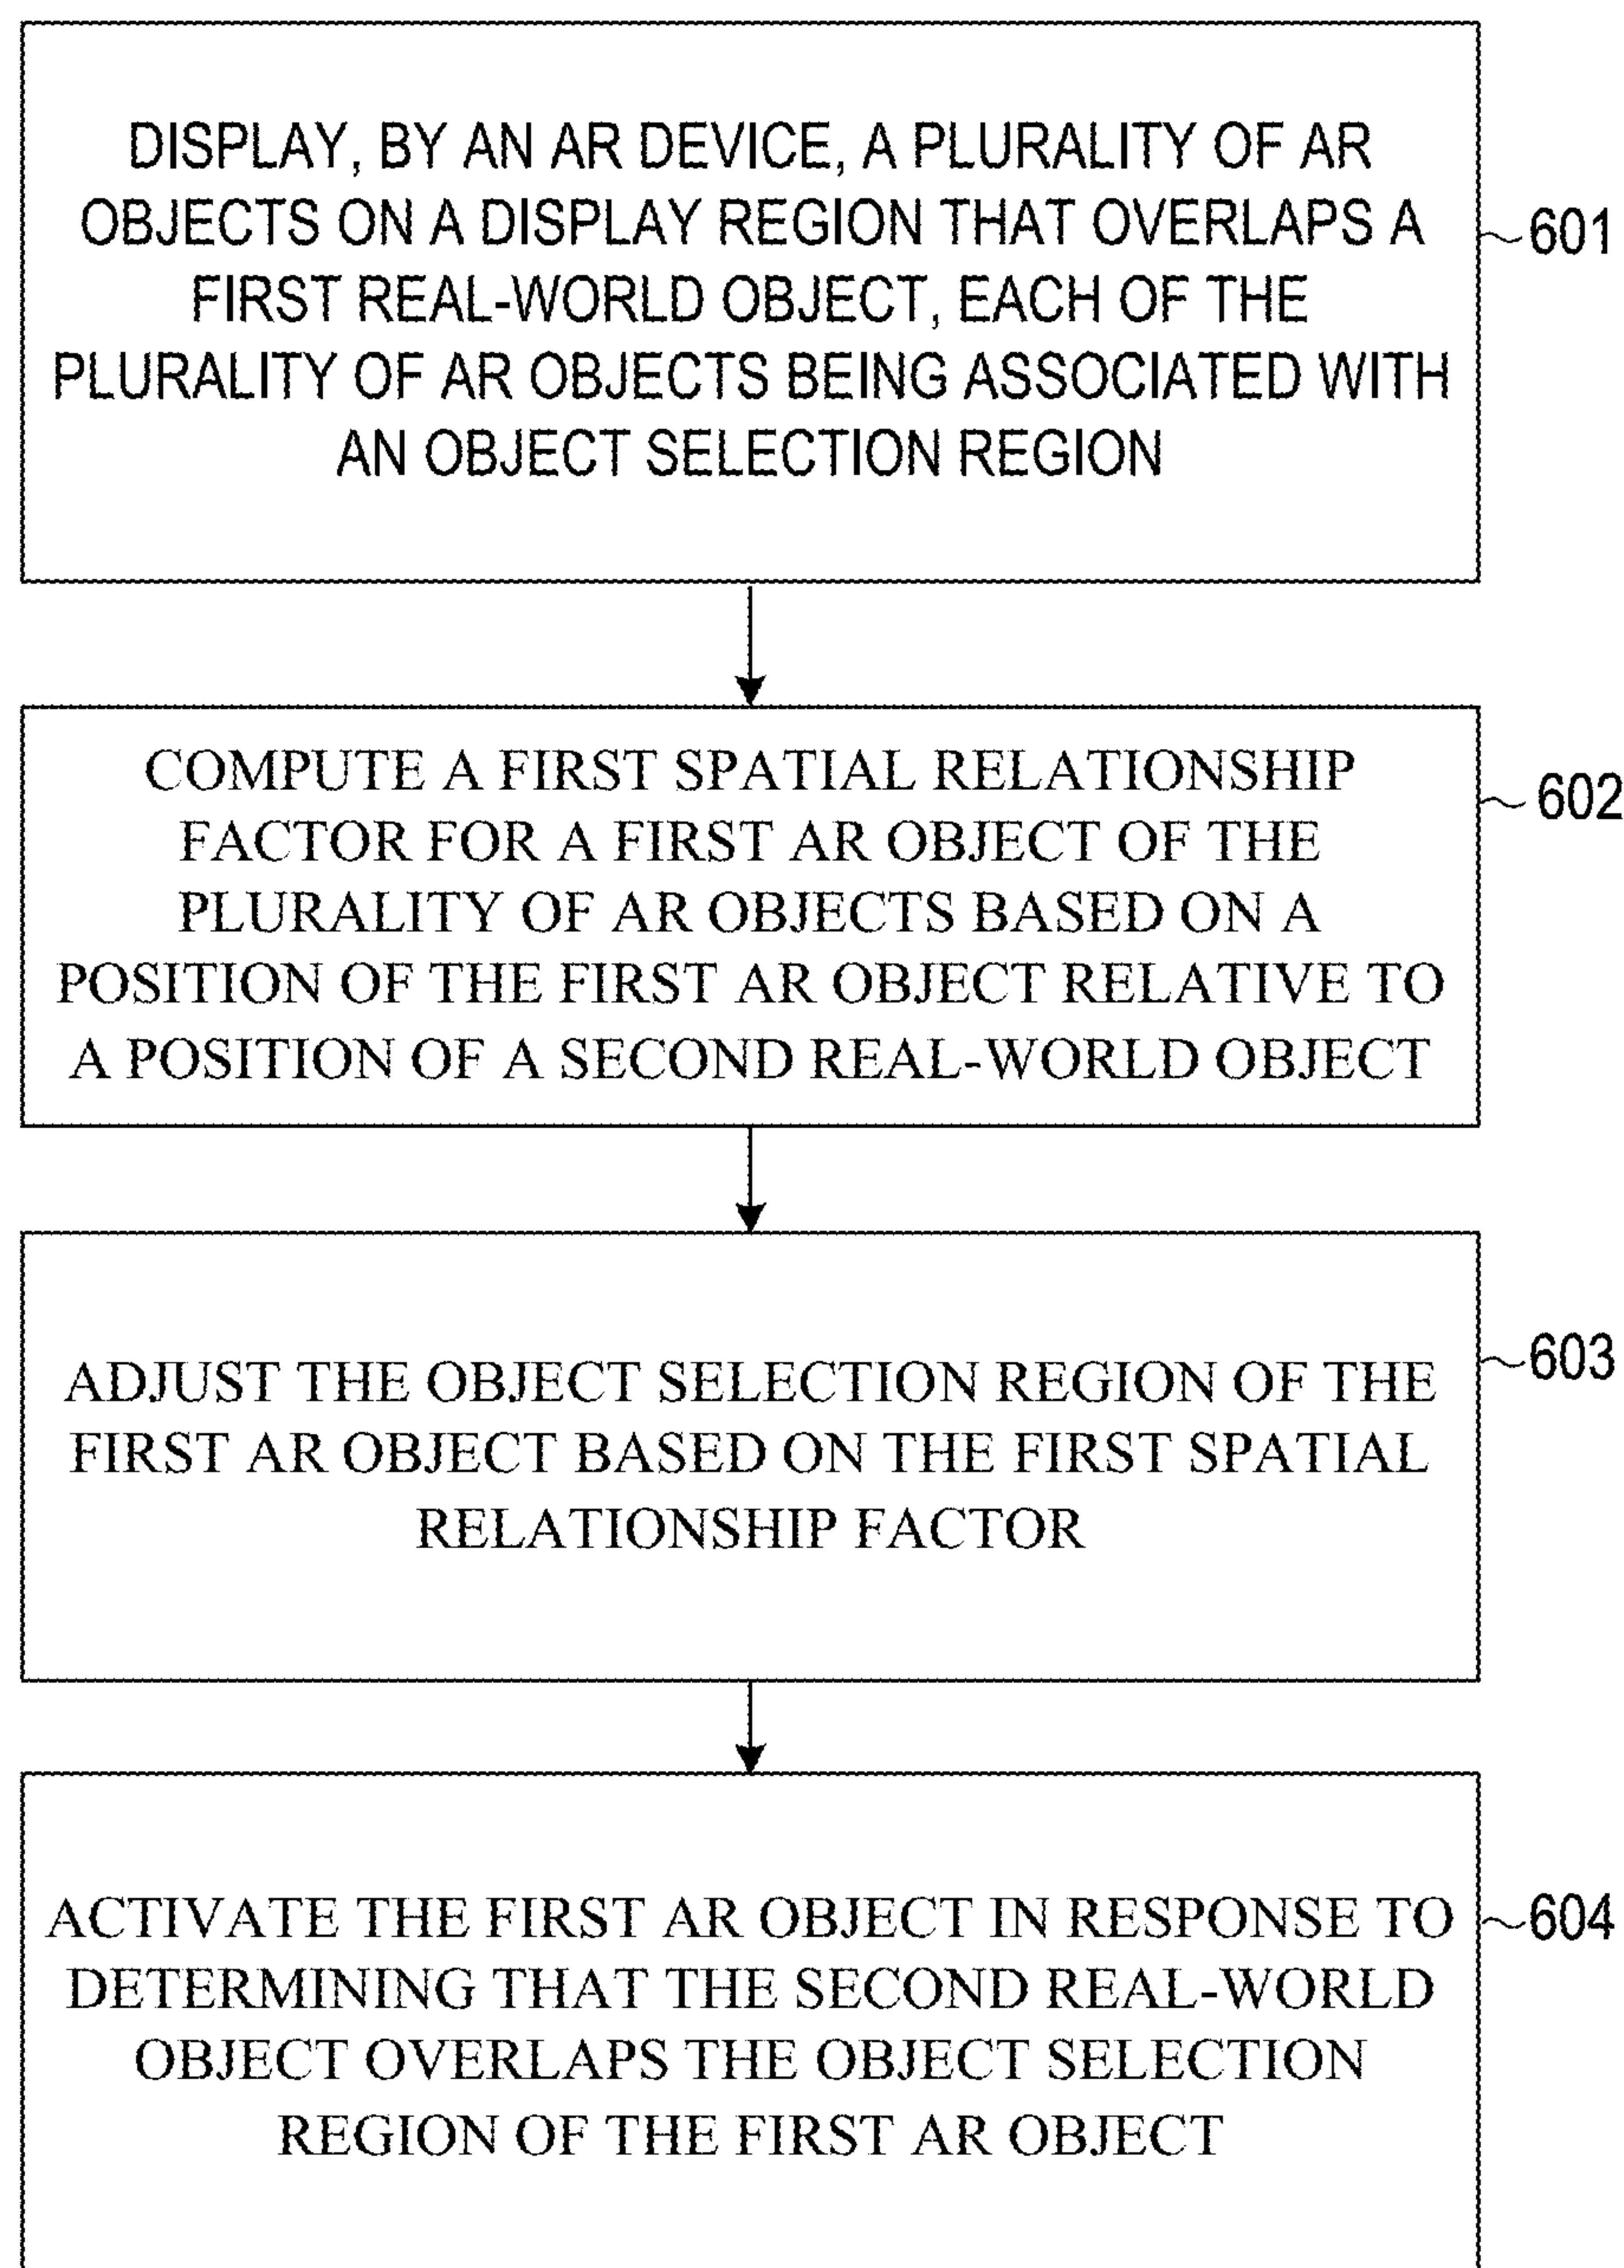 DISPLAY, BY AN AR DEVICE, A PLURALITY OF AR
OBJECTS ON A DISPLAY REGION THAT OVERLAPS A
FIRST REAL-WORLD OBJECT, EACH OF THE
PLURALITY OF AR OBJECTS BEING ASSOCIATED WITH
AN OBJECT SELECTION REGION
601
COMPUTE A FIRST SPATIAL RELATIONSHIP
FACTOR FOR A FIRST AR OBJECT OF THE
PLURALITY OF AR OBJECTS BASED ON A
POSITION OF THE FIRST AR OBJECT RELATIVE TO
A POSITION OF A SECOND REAL-WORLD OBJECT
602
ADJUST THE OBJECT SELECTION REGION OF THE
FIRST AR OBJECT BASED ON THE FIRST SPATIAL
RELATIONSHIP FACTOR
603
ACTIVATE THE FIRST AR OBJECT IN RESPONSE TO
DETERMINING THAT THE SECOND REAL-WORLD
OBJECT OVERLAPS THE OBJECT SELECTION
REGION OF THE FIRST AR OBJECT
604